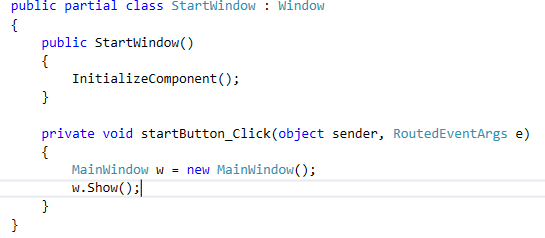 public partial class StartWindow : Window
{
    public StartWindow()
    {
        InitializeComponent();
    }

    private void startButton_Click(object sender, RoutedEventArgs e)
    {
        MainWindow w = new MainWindow();
        w.Show();
    }
}